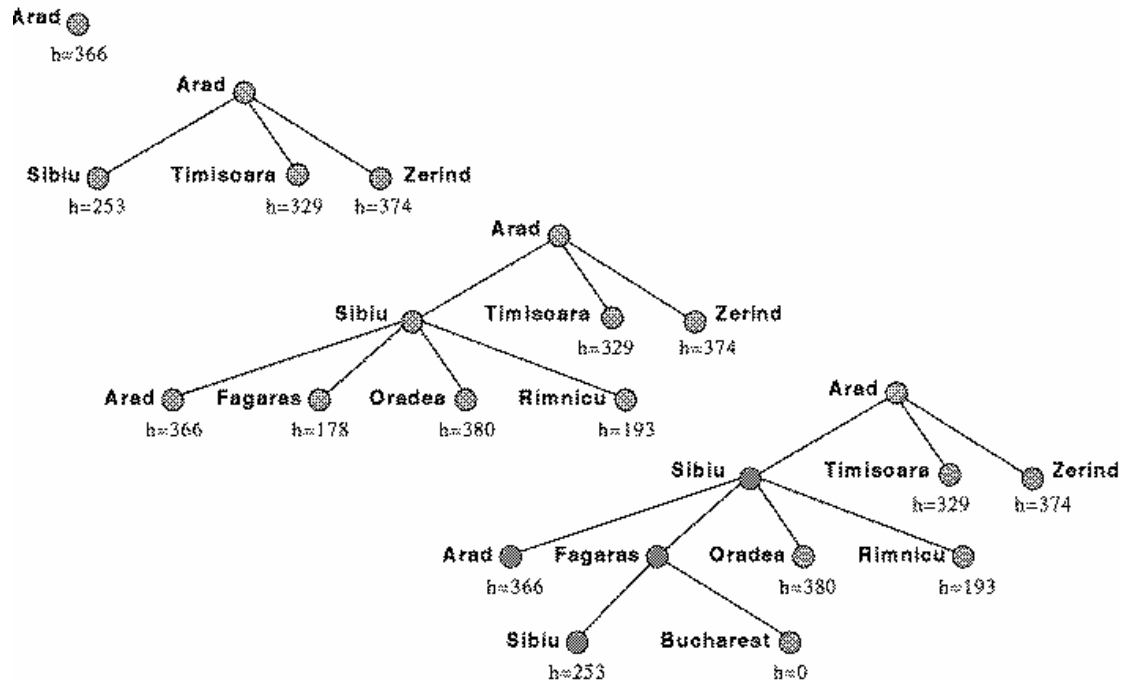 Arad
h=366
Arad
Sibiu Timisoara Zerind
h=253 h=329 h=374
Arad
Sibiu Timisoara Zerind
h=329 h=374
Arad Fagaras Oradea Rimnicu
h=366 h=178 h=380 h=193
Arad
Sibiu Timisoara Zerind
h=329 h=374
Arad Fagaras Oradea Rimnicu
h=366 h=380 h=193
Sibiu Bucharest
h=253 h=0